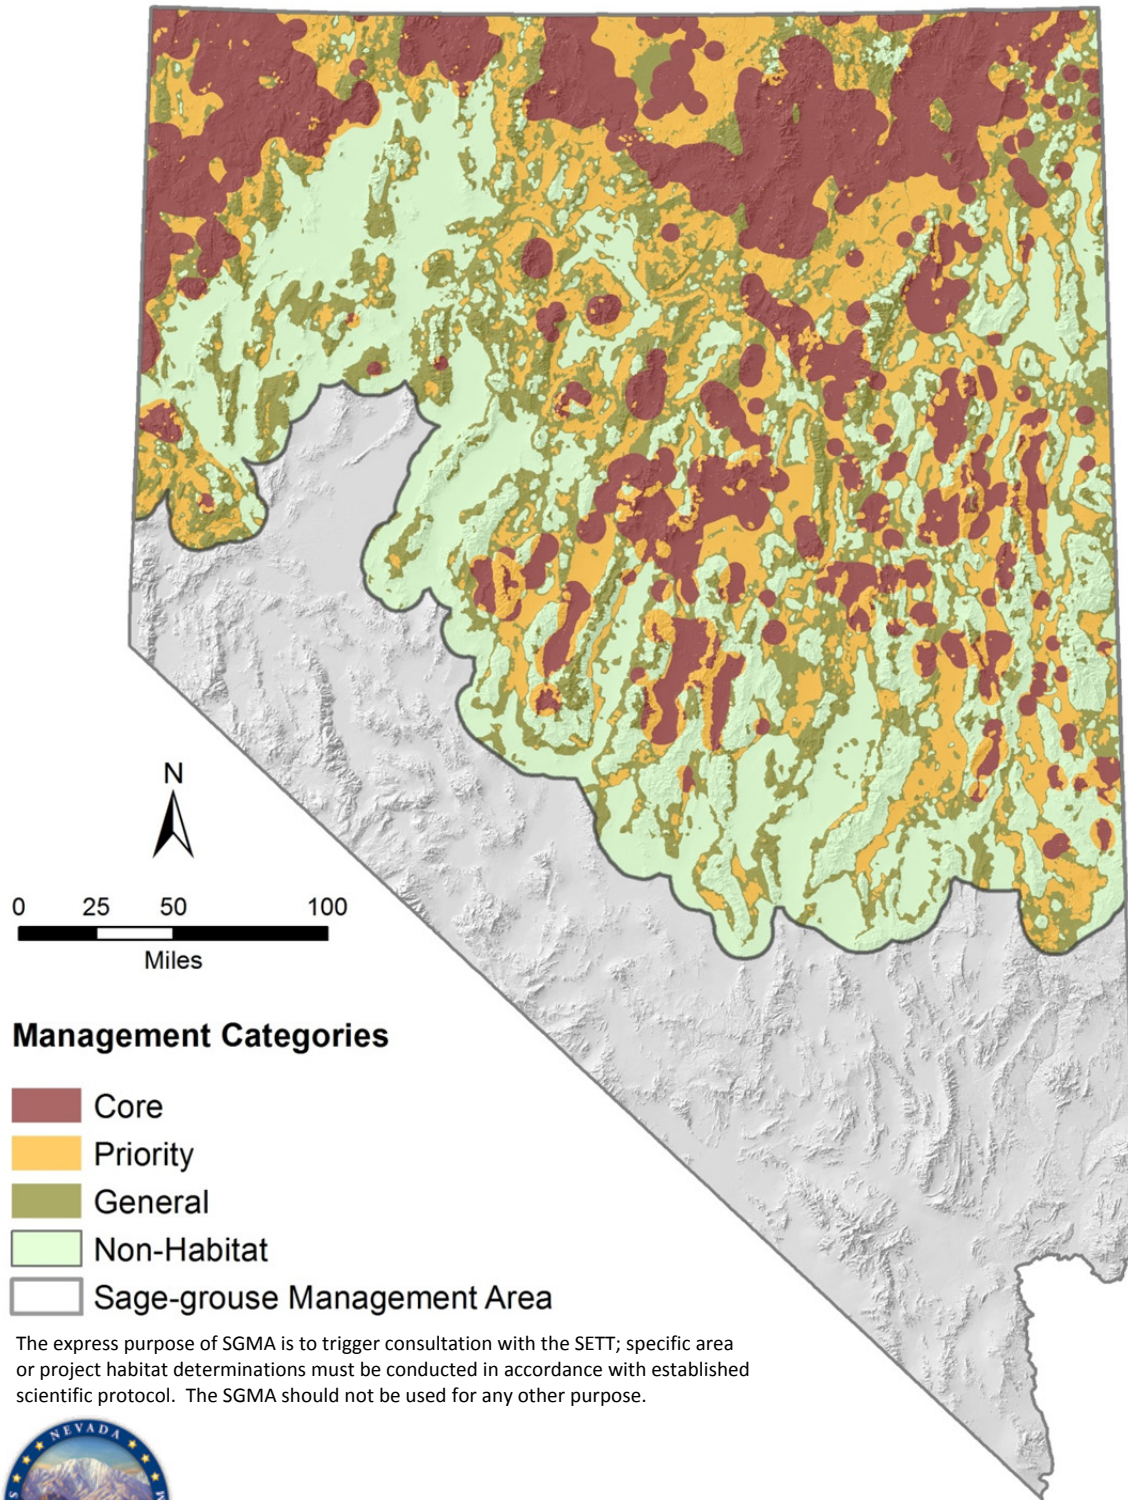 N
0 25 50 100
Miles
Management Categories
Core
Priority
General
Non-Habitat
Sage-grouse Management Area
The express purpose of SGMA is to trigger consultation with the SETT; specific area
or project habitat determinations must be conducted in accordance with established
scientific protocol. The SGMA should not be used for any other purpose.
NEVADA